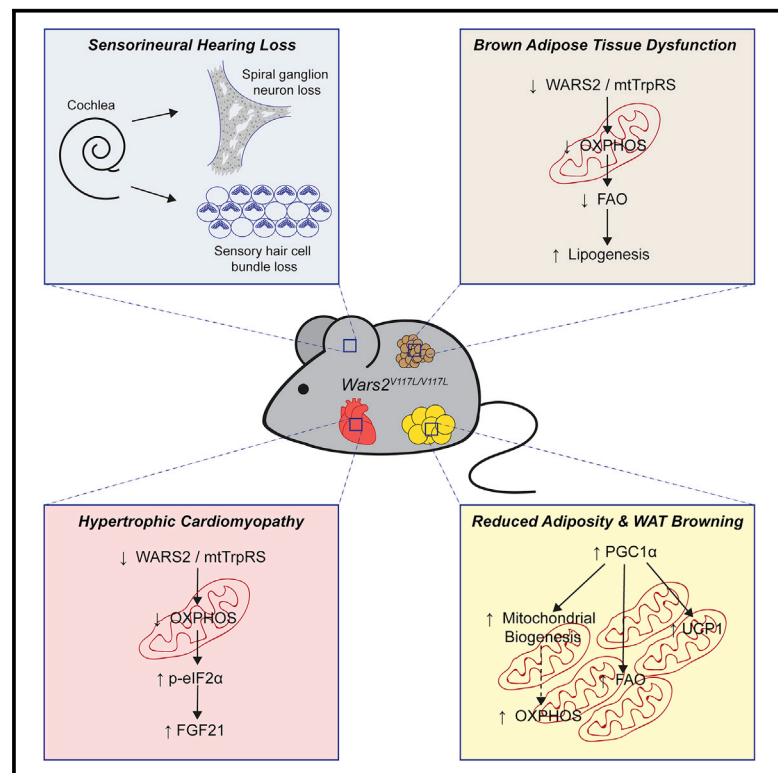 Sensorineural Hearing Loss
Cochlea
Spiral ganglion
neuron loss
Sensory hair cell
bundle loss
Brown Adipose Tissue Dysfunction
↓ WARS2 / mtTrpRS
↓ OXPHOS
↓ FAO
↑ Lipogenesis
Wars2V117L/V117L
Hypertrophic Cardiomyopathy
↓ WARS2 / mtTrpRS
↓ OXPHOS
↑ p-eIF2α
↑ FGF21
Reduced Adiposity & WAT Browning
↑ PGC1α
↑ Mitochondrial
Biogenesis
↑ UCP1
↑ FAO
↑ OXPHOS